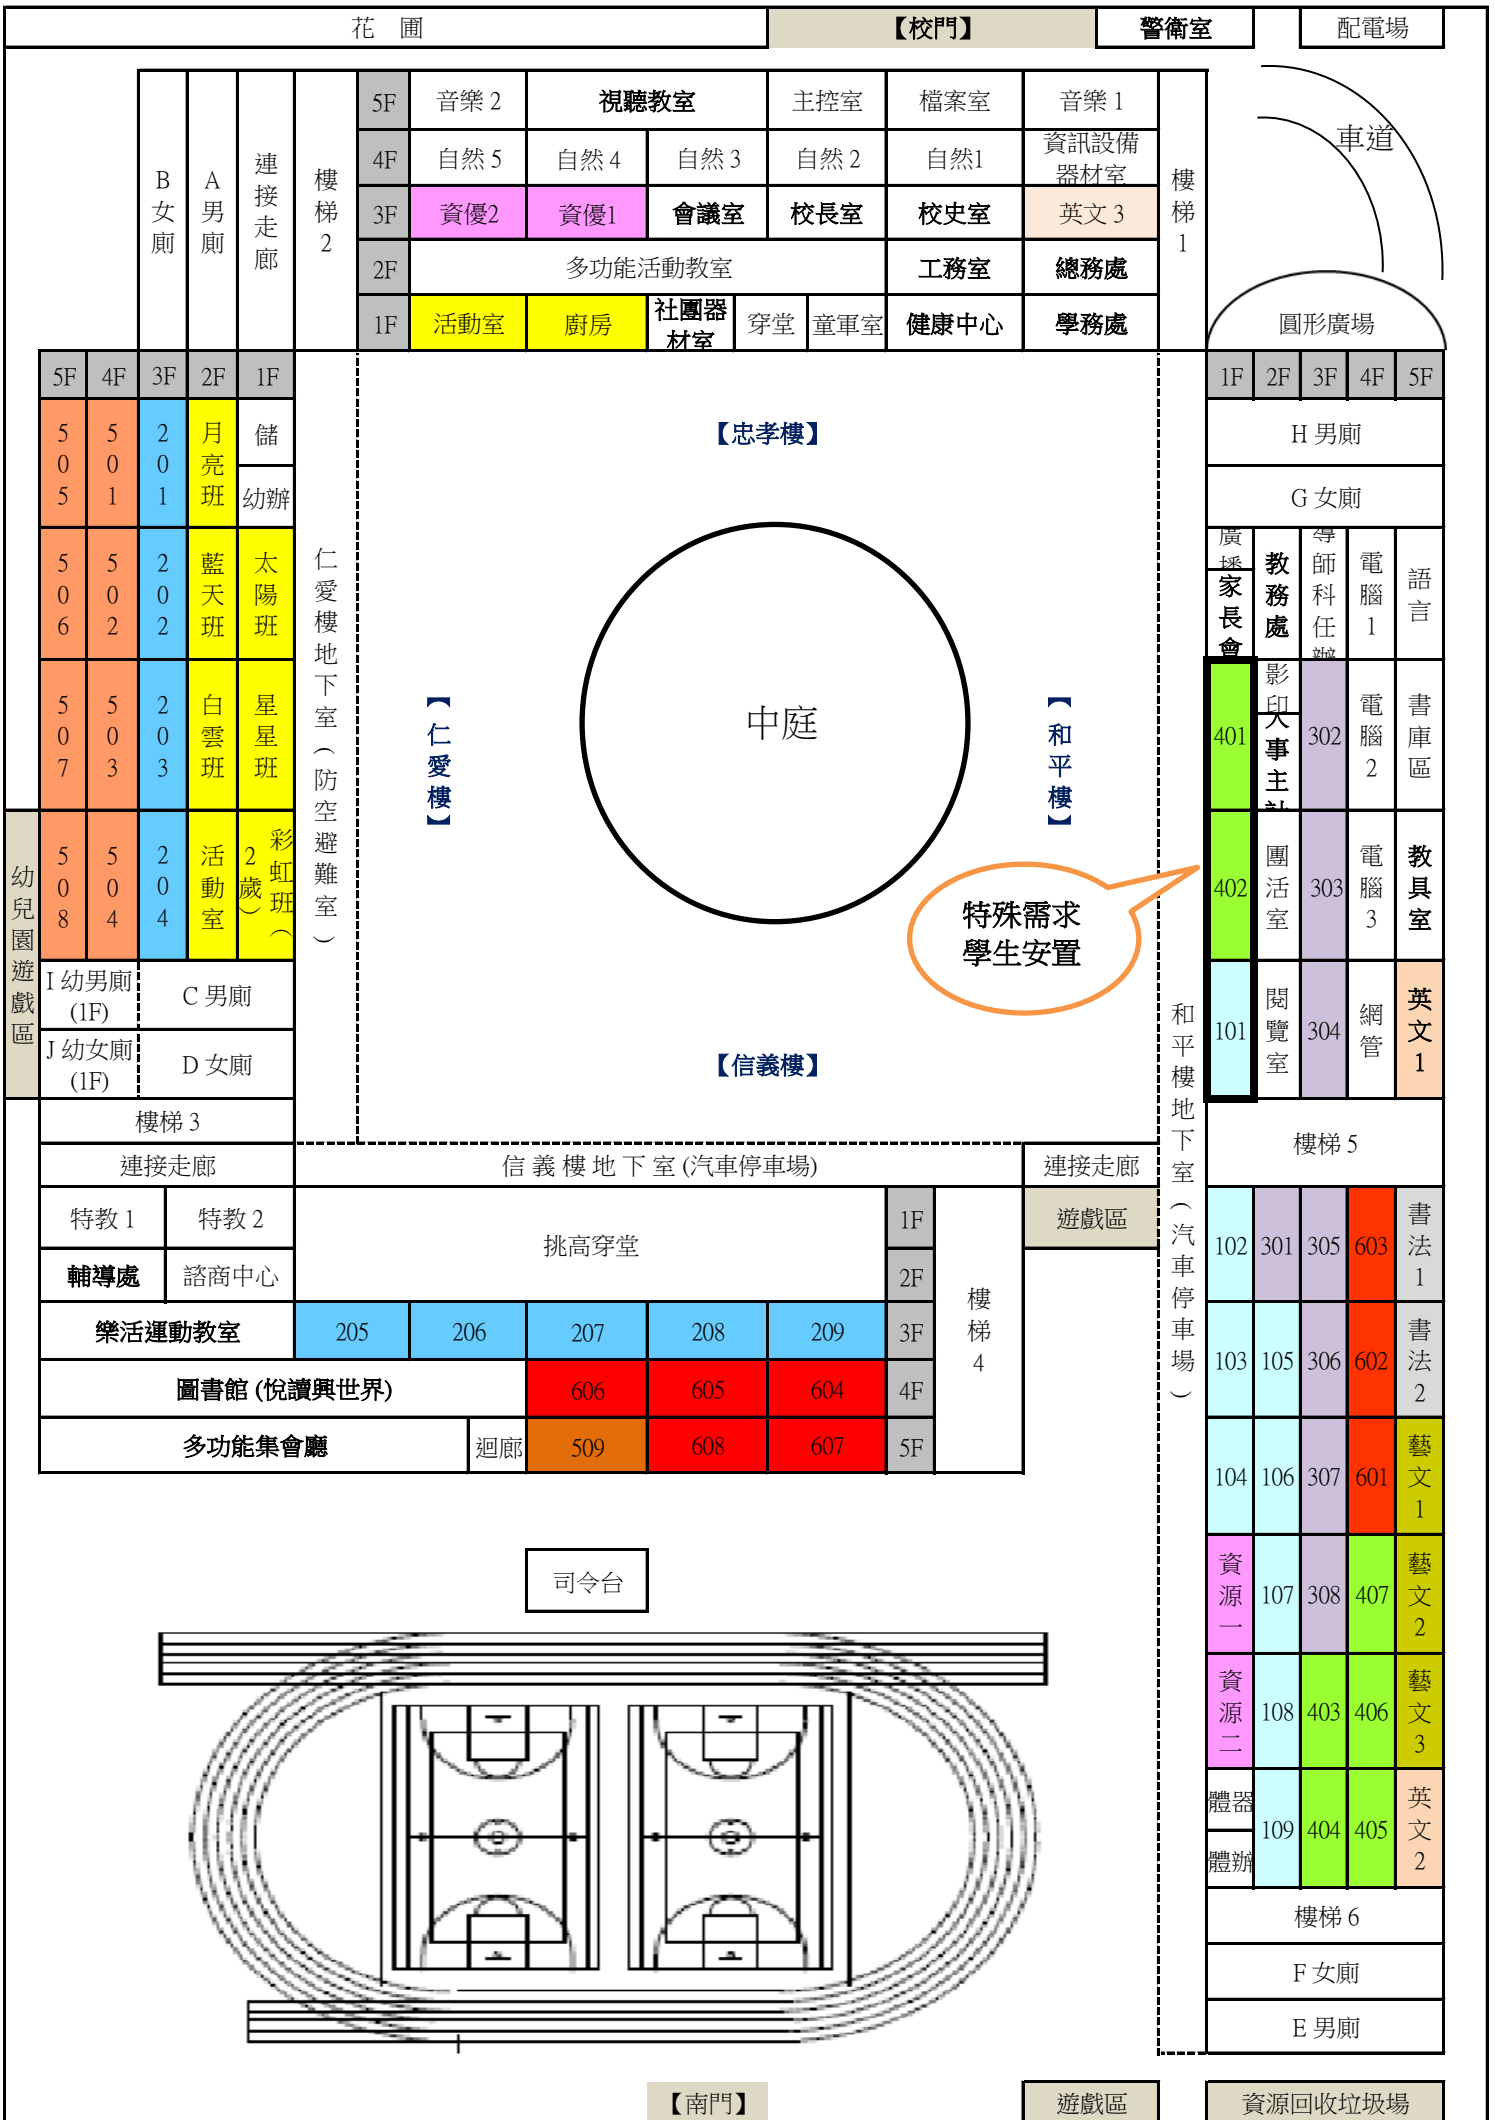 花 圃 【校門】 警衛室 配電場
車道
圓形廣場
B女廁 A男廁 連接走廊 樓梯2
5F 音樂 2 視聽教室 主控室 檔案室 音樂 1
4F 自然 5 自然 4 自然 3 自然 2 自然1 資訊設備
器材室
3F 資優2 資優1 會議室 校長室 校史室 英文 3
2F 多功能活動教室 工務室 總務處
1F 活動室 廚房 社團器
材室 穿堂 童軍室 健康中心 學務處
樓梯1
5F 4F 3F 2F 1F
505 501 201 月亮班 儲
幼辦
506 502 202 藍天班 太陽班
507 503 203 白雲班 星星班
508 504 204 活動室 彩虹班(
2歲)
幼兒園遊戲區
I 幼男廁
(1F)
C 男廁
J 幼女廁
(1F)
D 女廁
樓梯 3
連接走廊
仁愛樓地下室(防空避難室)
【忠孝樓】
【仁愛樓】
中庭
【和平樓】
特殊需求
學生安置
【信義樓】
信 義 樓 地 下 室 (汽車停車場)
連接走廊
遊戲區
和平樓地下室(汽車停車場)
1F 2F 3F 4F 5F
H 男廁
G 女廁
廣播
家長會
教務處 導師科任辦 電腦1 語言
401 影印
人事主計
302 電腦2 書庫區
402 團活室 303 電腦3 教具室
101 閱覽室 304 網管 英文1
樓梯 5
102 301 305 603 書法1
103 105 306 602 書法2
104 106 307 601 藝文1
資源一 107 308 407 藝文2
資源二 108 403 406 藝文3
體器
體辦
109 404 405 英文2
樓梯 6
F 女廁
E 男廁
特教 1 特教 2 挑高穿堂 1F
輔導處 諮商中心 2F
樂活運動教室 205 206 207 208 209 3F
圖書館 (悅讀興世界) 606 605 604 4F
多功能集會廳 迴廊 509 608 607 5F
樓梯4
司令台
【南門】 遊戲區 資源回收垃圾場